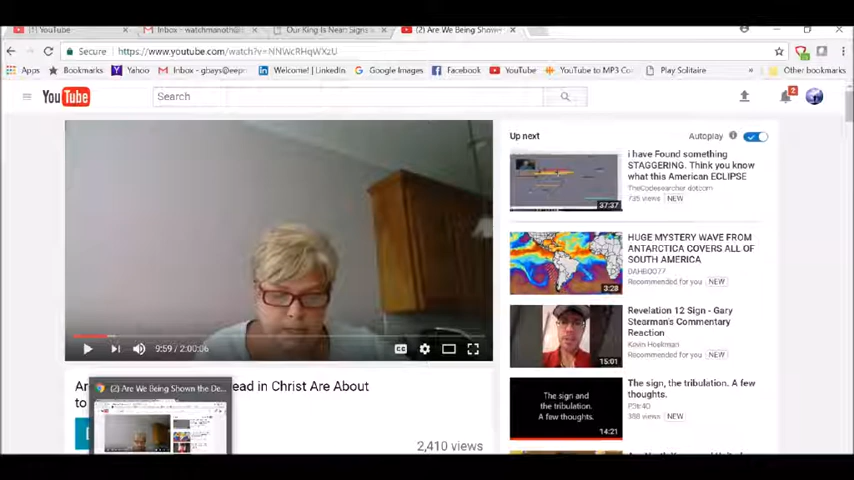 (2) YouTube
Inbox - watchmanoth@
Our King Is Near: Signs
(2) Are We Being Shown
Secure https://www.youtube.com/watch?v=NNWcRHqWXzU
Apps Bookmarks Yahoo Inbox - gbays@eepr Welcome! | LinkedIn Google Images Facebook YouTube YouTube to MP3 Co Play Solitaire » Other bookmarks
YouTube
Search
2
Up next Autoplay
i have Found something
STAGGERING. Think you know
what this American ECLIPSE
TheCodesearcher dotcom
735 views NEW
37:37
HUGE MYSTERY WAVE FROM
ANTARCTICA COVERS ALL OF
SOUTH AMERICA
Recommended for you NEW
3:28
Revelation 12 Sign - Gary
Stearman's Commentary
Reaction
Kevin Hoekman
Recommended for you NEW
15:01
The sign and
the tribulation.
A few thoughts.
14:21
The sign, the tribulation. A few
thoughts.
388 views NEW
9:59 / 2:00:06
CC
(2) Are We Being Shown the De...
ead in Christ Are About
to
2,410 views